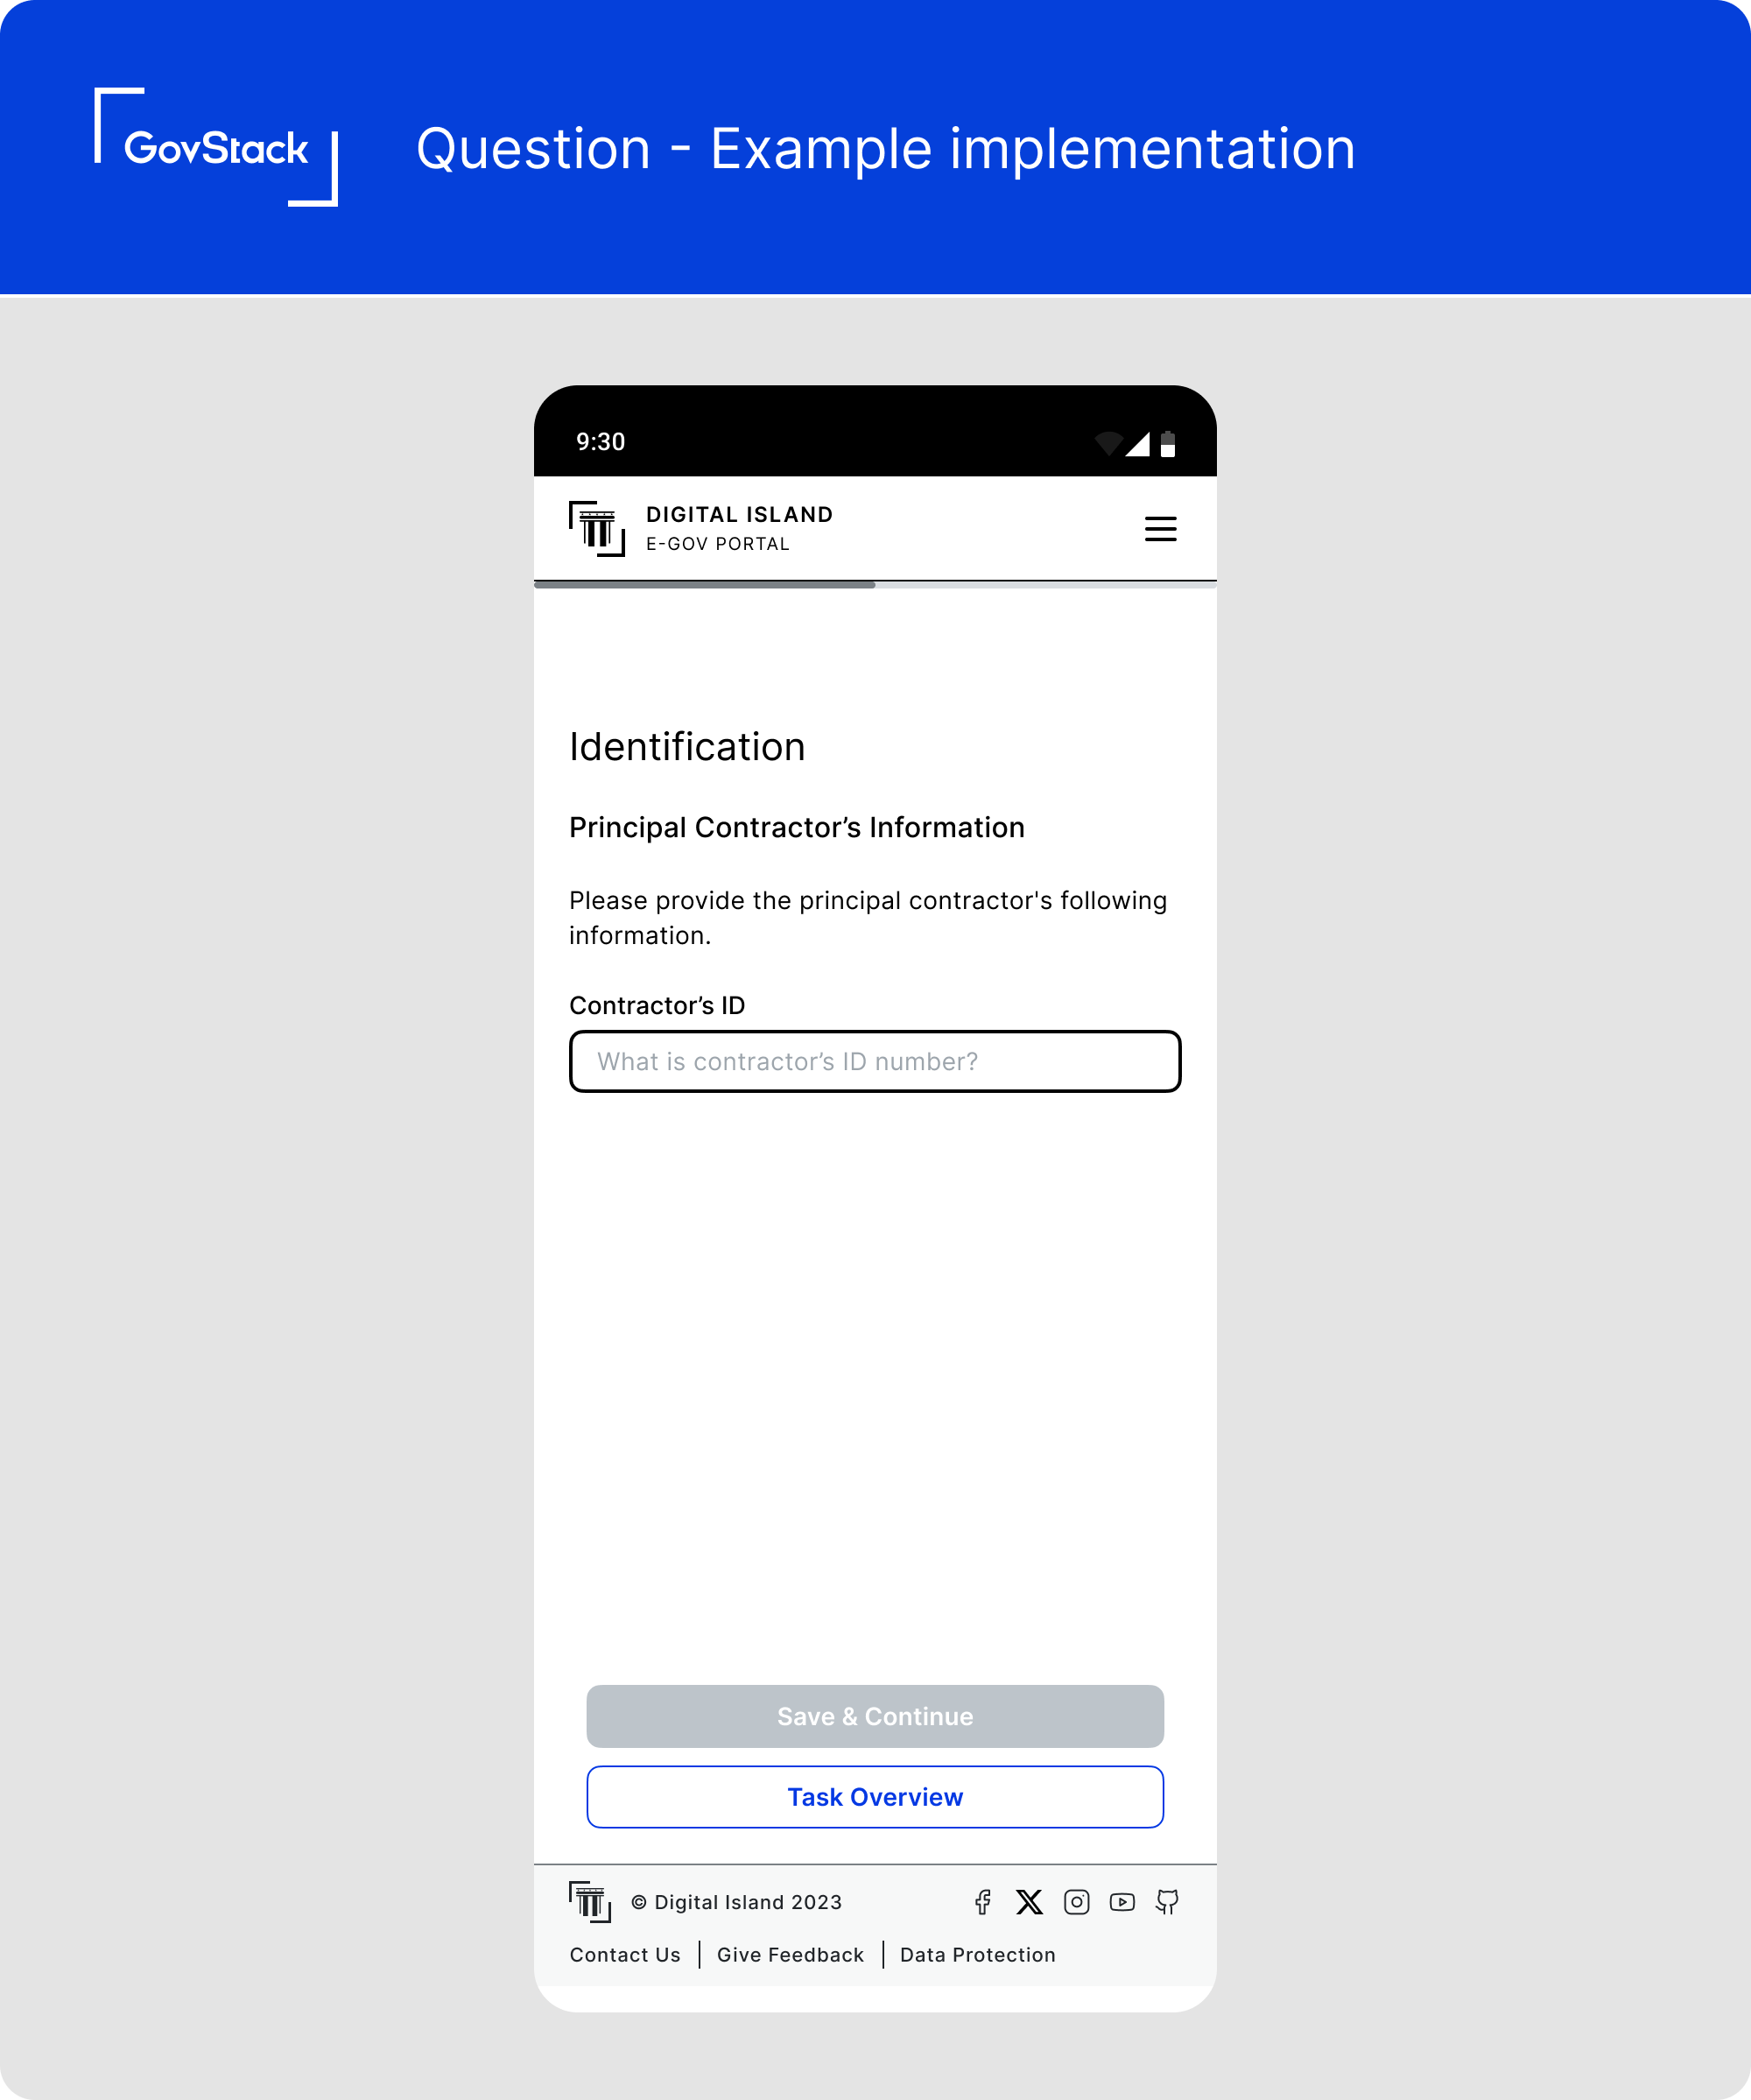 GovStack
Question - Example implementation
9:30
DIGITAL ISLAND
E-GOV PORTAL
Identification
Principal Contractor’s Information
Please provide the principal contractor's following
information.
Contractor’s ID
What is contractor’s ID number?
Save & Continue
Task Overview
© Digital Island 2023
Contact Us | Give Feedback | Data Protection